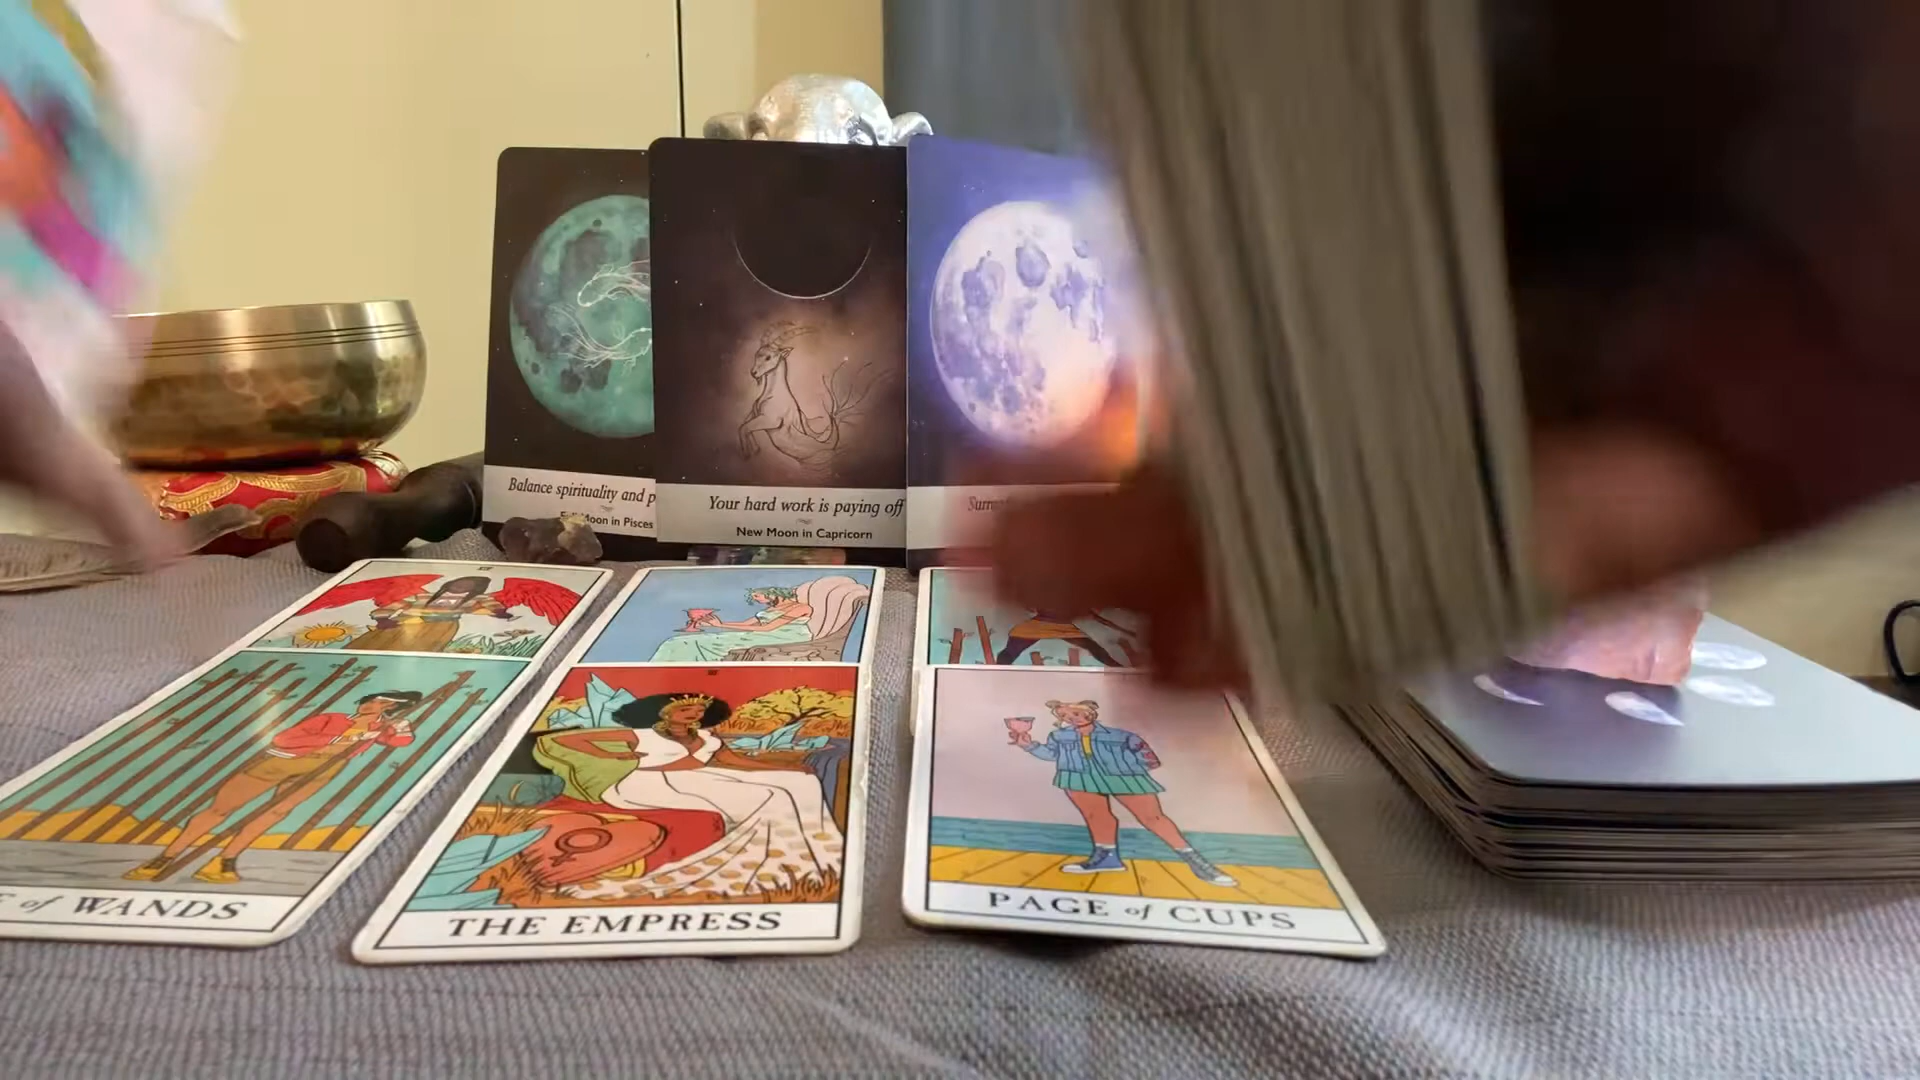 Balance spirituality and
Moon in Pisces
Your hard work is paying off
New Moon in Capricorn
of WANDS
THE EMPRESS
PAGE of CUPS